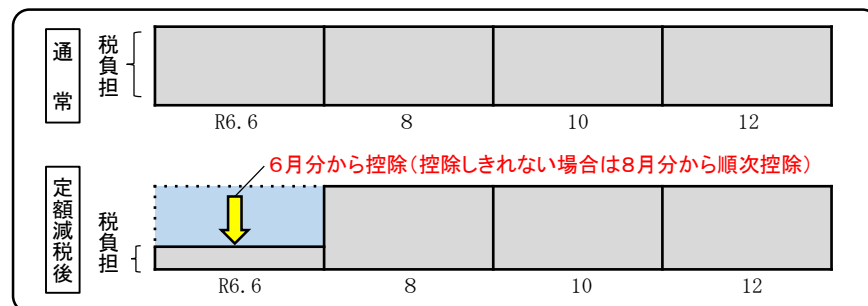 通常
税負担
R6.6 8 10 12
6月分から控除(控除しきれない場合は8月分から順次控除)
定額減税後
税負担
R6.6 8 10 12